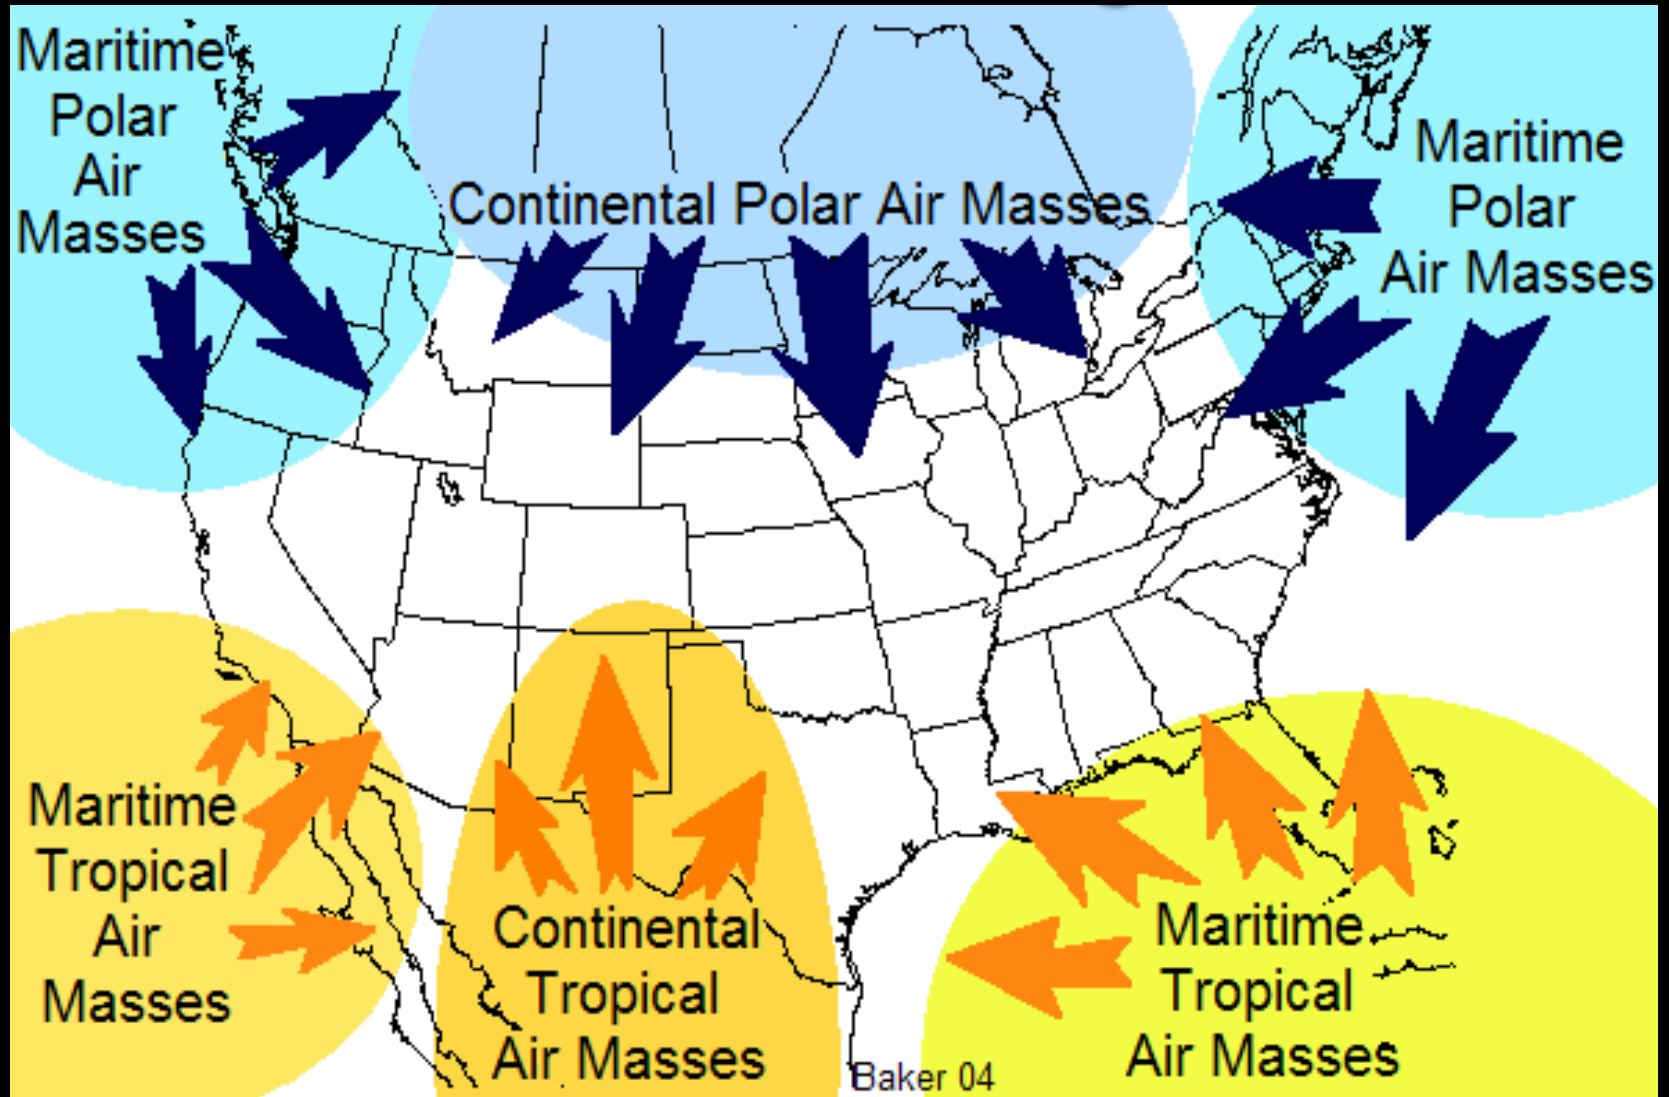 Maritime
Polar
Air
Masses
Continental Polar Air Masses
Maritime
Polar
Air Masses
Maritime
Tropical
Air
Masses
Continental
Tropical
Air Masses
Maritime
Tropical
Air Masses
Baker 04